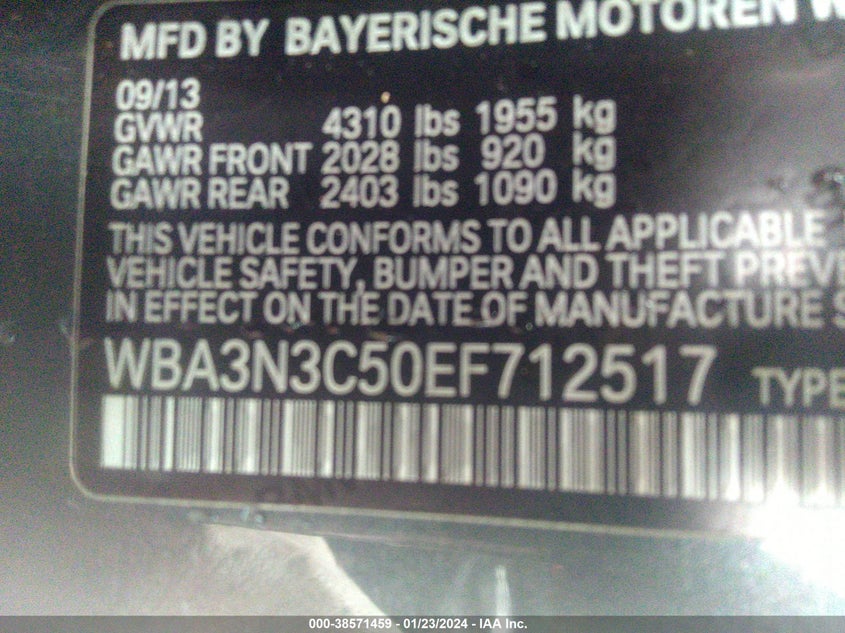 MFD BY BAYERISCHE MOTOREN W
09/13
GVWR 4310 lbs 1955 kg
GAWR FRONT 2028 lbs 920 kg
GAWR REAR 2403 lbs 1090 kg
THIS VEHICLE CONFORMS TO ALL APPLICABLE
VEHICLE SAFETY, BUMPER AND THEFT PREVE
IN EFFECT ON THE DATE OF MANUFACTURE S
WBA3N3C50EF712517 TYPE
000-38571459 - 01/23/2024 - IAA Inc.